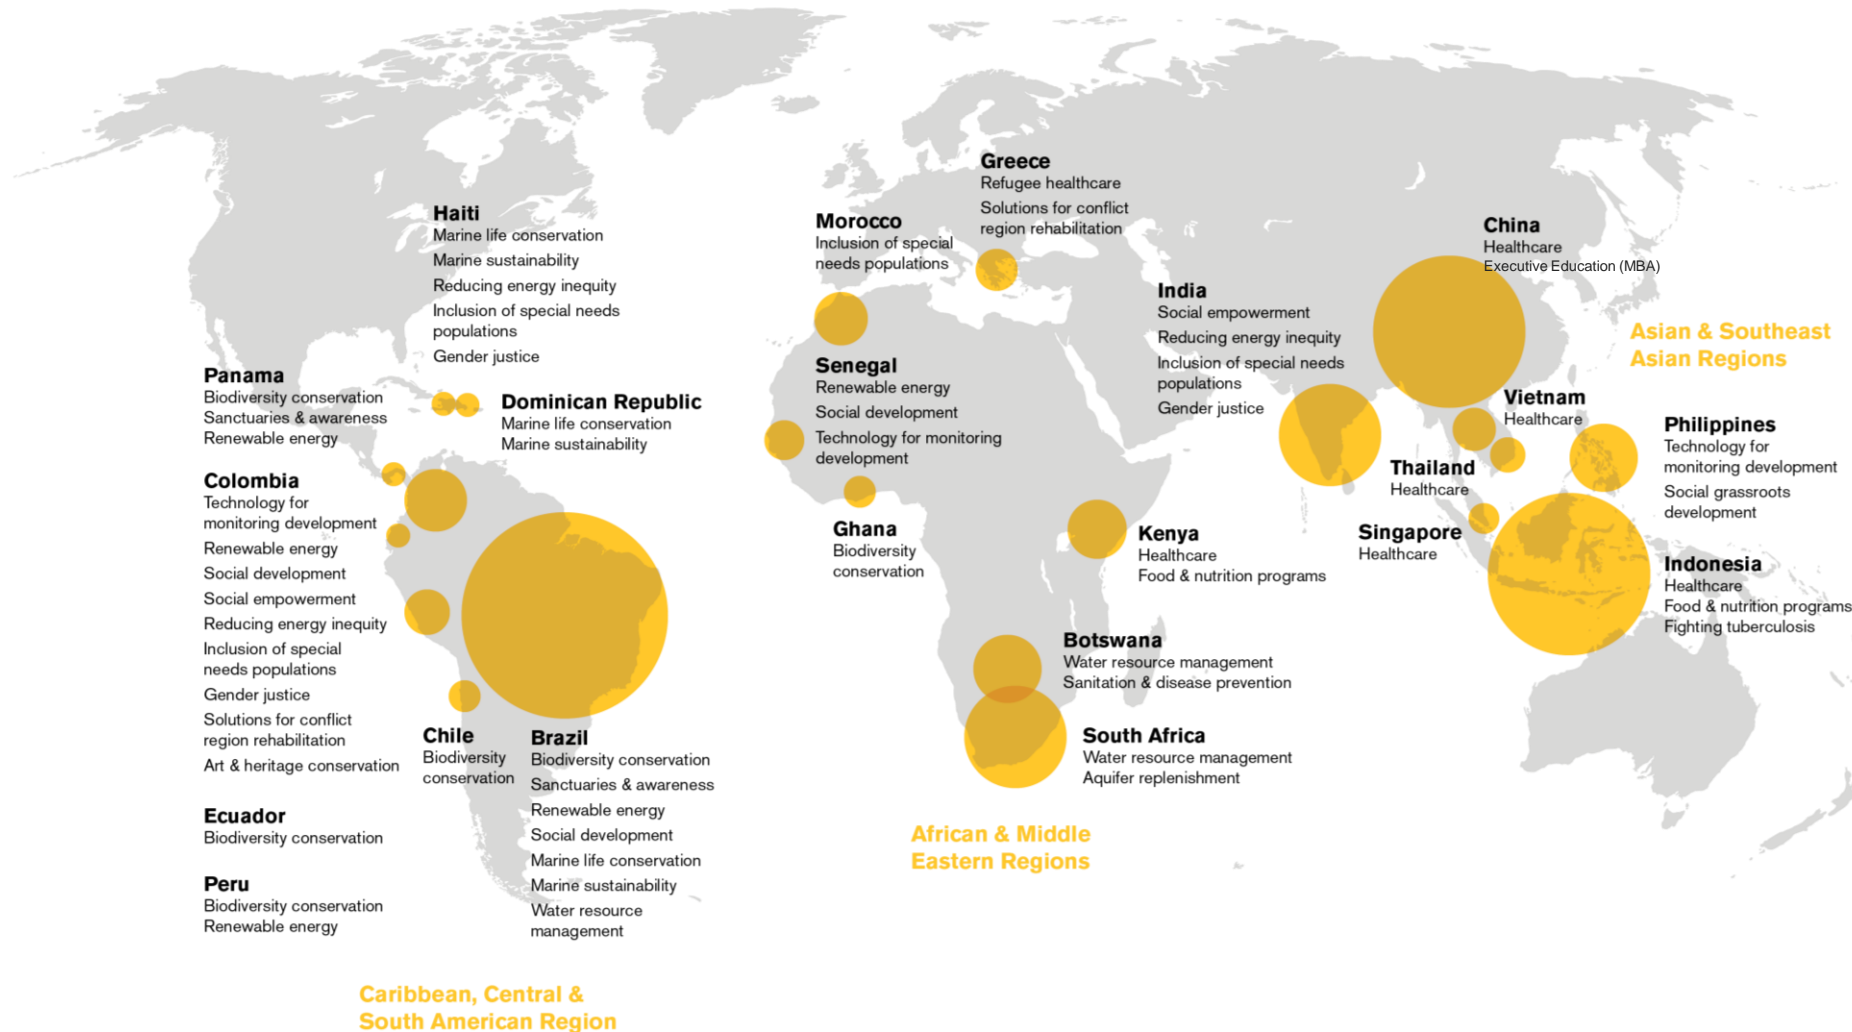 Haiti
Marine life conservation
Marine sustainability
Reducing energy inequity
Inclusion of special needs
populations
Gender justice
Panama
Biodiversity conservation
Sanctuaries & awareness
Renewable energy
Dominican Republic
Marine life conservation
Marine sustainability
Colombia
Technology for
monitoring development
Renewable energy
Social development
Social empowerment
Reducing energy inequity
Inclusion of special
needs populations
Gender justice
Solutions for conflict
region rehabilitation
Art & heritage conservation
Ecuador
Biodiversity conservation
Peru
Biodiversity conservation
Renewable energy
Chile
Biodiversity
conservation
Brazil
Biodiversity conservation
Sanctuaries & awareness
Renewable energy
Social development
Marine life conservation
Marine sustainability
Water resource
management
Caribbean, Central &
South American Region
Greece
Refugee healthcare
Solutions for conflict
region rehabilitation
Morocco
Inclusion of special
needs populations
Senegal
Renewable energy
Social development
Technology for monitoring
development
Ghana
Biodiversity
conservation
Kenya
Healthcare
Food & nutrition programs
Botswana
Water resource management
Sanitation & disease prevention
South Africa
Water resource management
Aquifer replenishment
African & Middle
Eastern Regions
India
Social empowerment
Reducing energy inequity
Inclusion of special needs
populations
Gender justice
China
Healthcare
Executive Education (MBA)
Asian & Southeast
Asian Regions
Vietnam
Healthcare
Thailand
Healthcare
Singapore
Healthcare
Philippines
Technology for
monitoring development
Social grassroots
development
Indonesia
Healthcare
Food & nutrition programs
Fighting tuberculosis